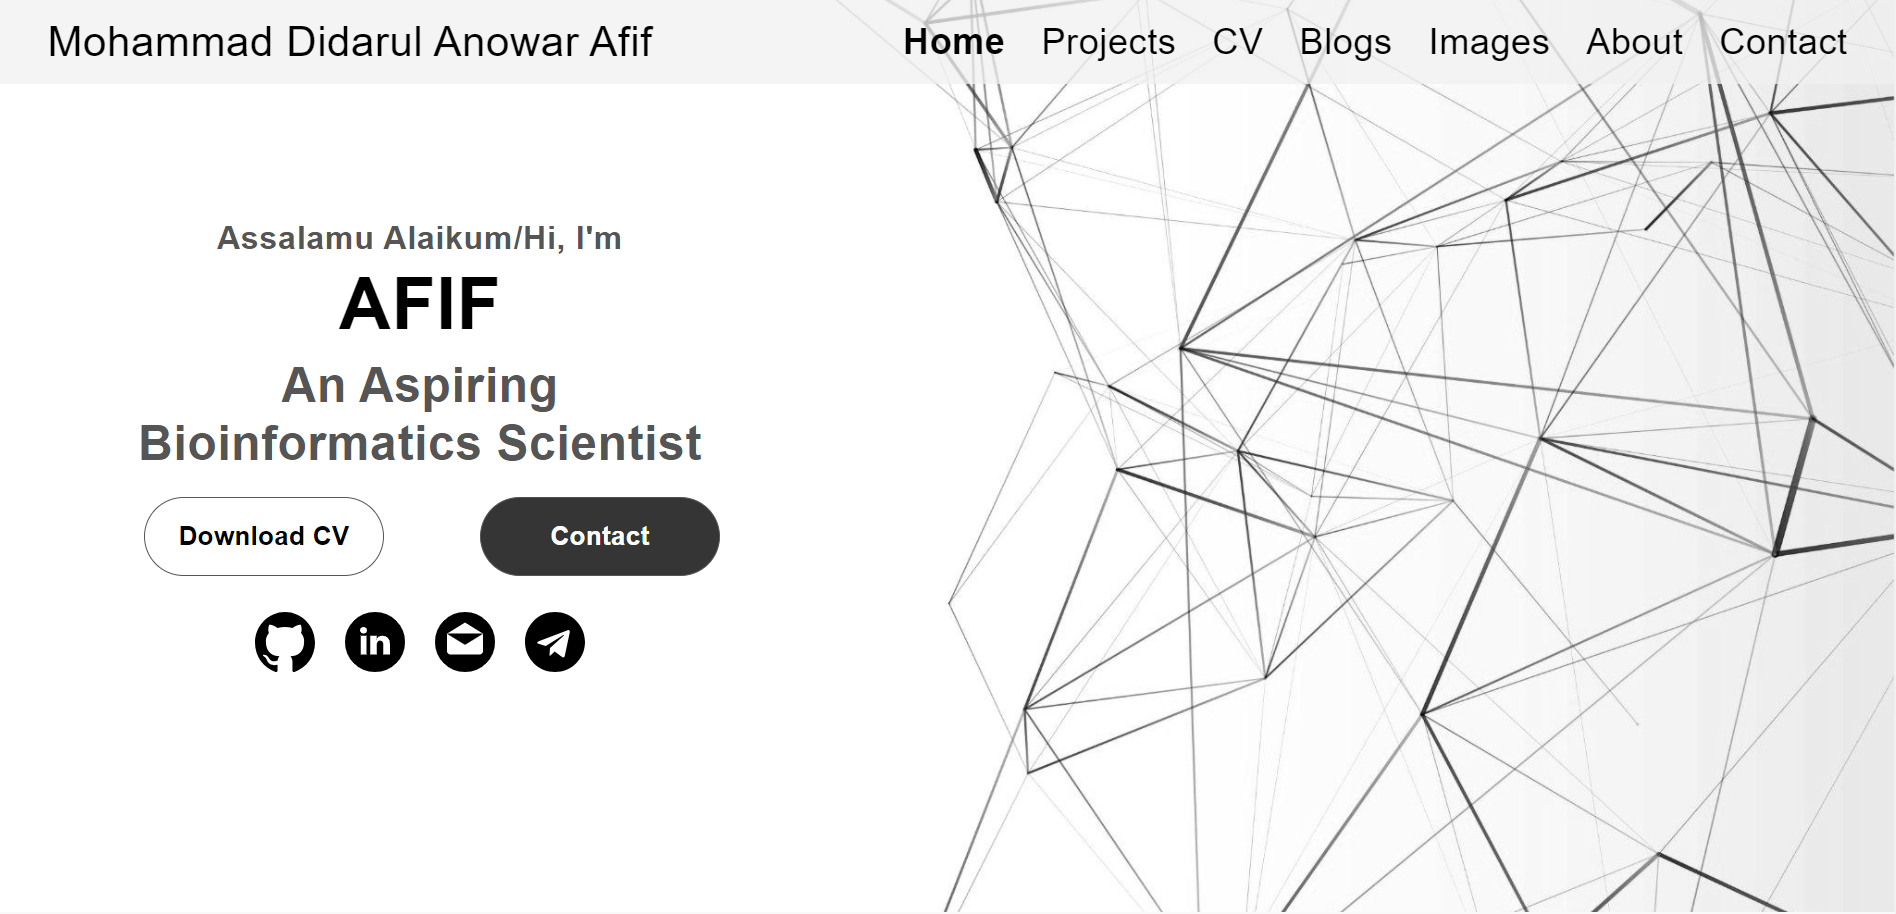 Mohammad Didarul Anowar Afif
Home Projects CV Blogs Images About Contact
Assalamu Alaikum/Hi, I'm
AFIF
An Aspiring
Bioinformatics Scientist
Download CV
Contact
in